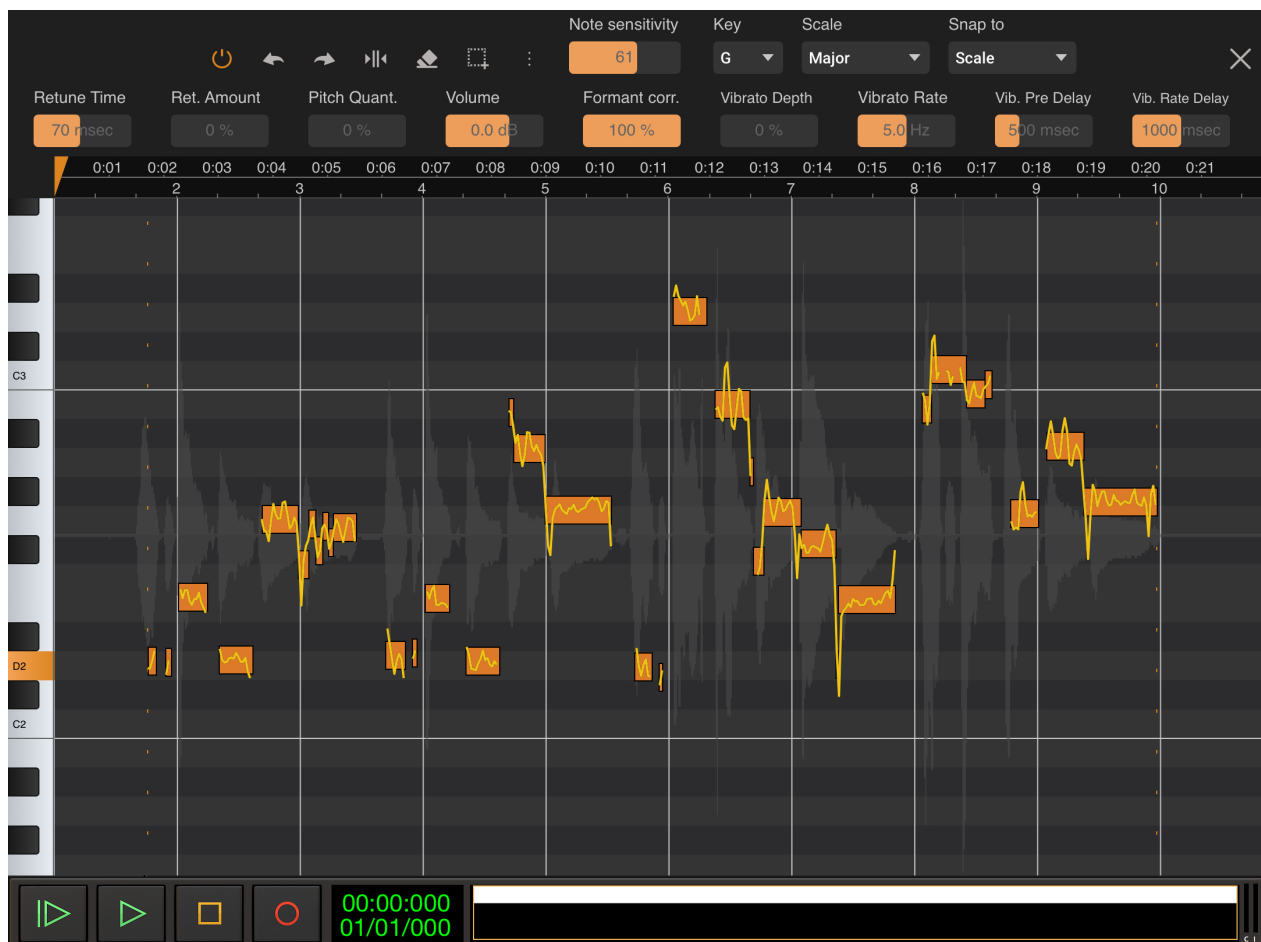 Note sensitivity Key Scale Snap to
61 G Major Scale
Retune Time Ret. Amount Pitch Quant. Volume Formant corr. Vibrato Depth Vibrato Rate Vib. Pre Delay Vib. Rate Delay
70 msec 0 % 0 % 0.0 dB 100 % 0 % 5.0 Hz 500 msec 1000 msec
0:01 0:02 0:03 0:04 0:05 0:06 0:07 0:08 0:09 0:10 0:11 0:12 0:13 0:14 0:15 0:16 0:17 0:18 0:19 0:20 0:21
2 3 4 5 6 7 8 9 10
C3
D2
C2
00:00:000
01/01/000